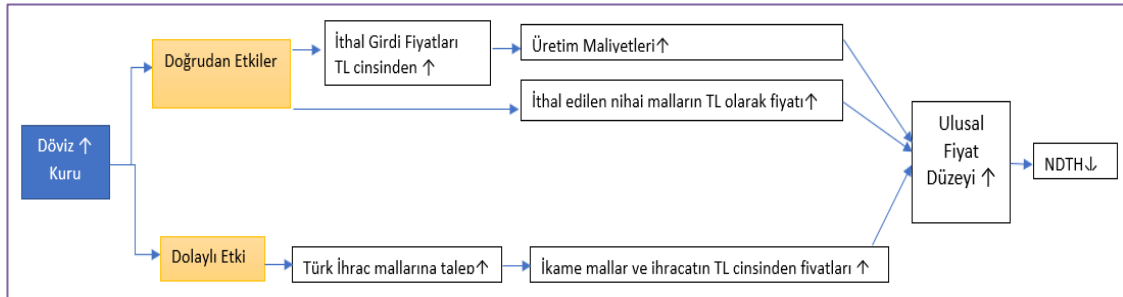 Döviz ↑
Kuru
Doğrudan Etkiler
İthal Girdi Fiyatları
TL cinsinden ↑
Üretim Maliyetleri↑
İthal edilen nihai malların TL olarak fiyatı↑
Dolaylı Etki
Türk İhraç mallarına talep↑
İkame mallar ve ihracatın TL cinsinden fiyatları ↑
Ulusal
Fiyat
Düzeyi ↑
NDTH↓